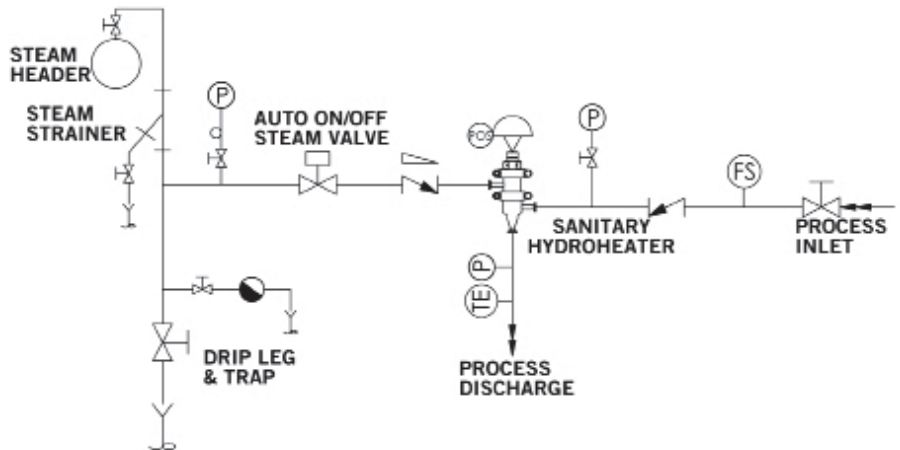 STEAM
HEADER
STEAM
STRAINER
P
AUTO ON/OFF
STEAM VALVE
POS
P
FS
SANITARY
HYDROHEATER
PROCESS
INLET
P
TE
DRIP LEG
& TRAP
PROCESS
DISCHARGE